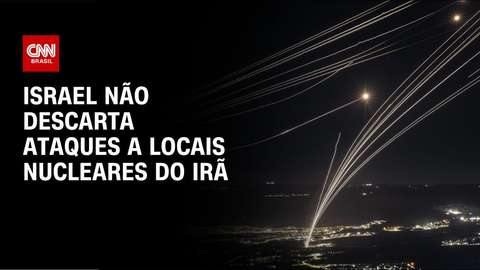 CNN
BRASIL
ISRAEL NÃO
DESCARTA
ATAQUES A LOCAIS
NUCLEARES DO IRÃ